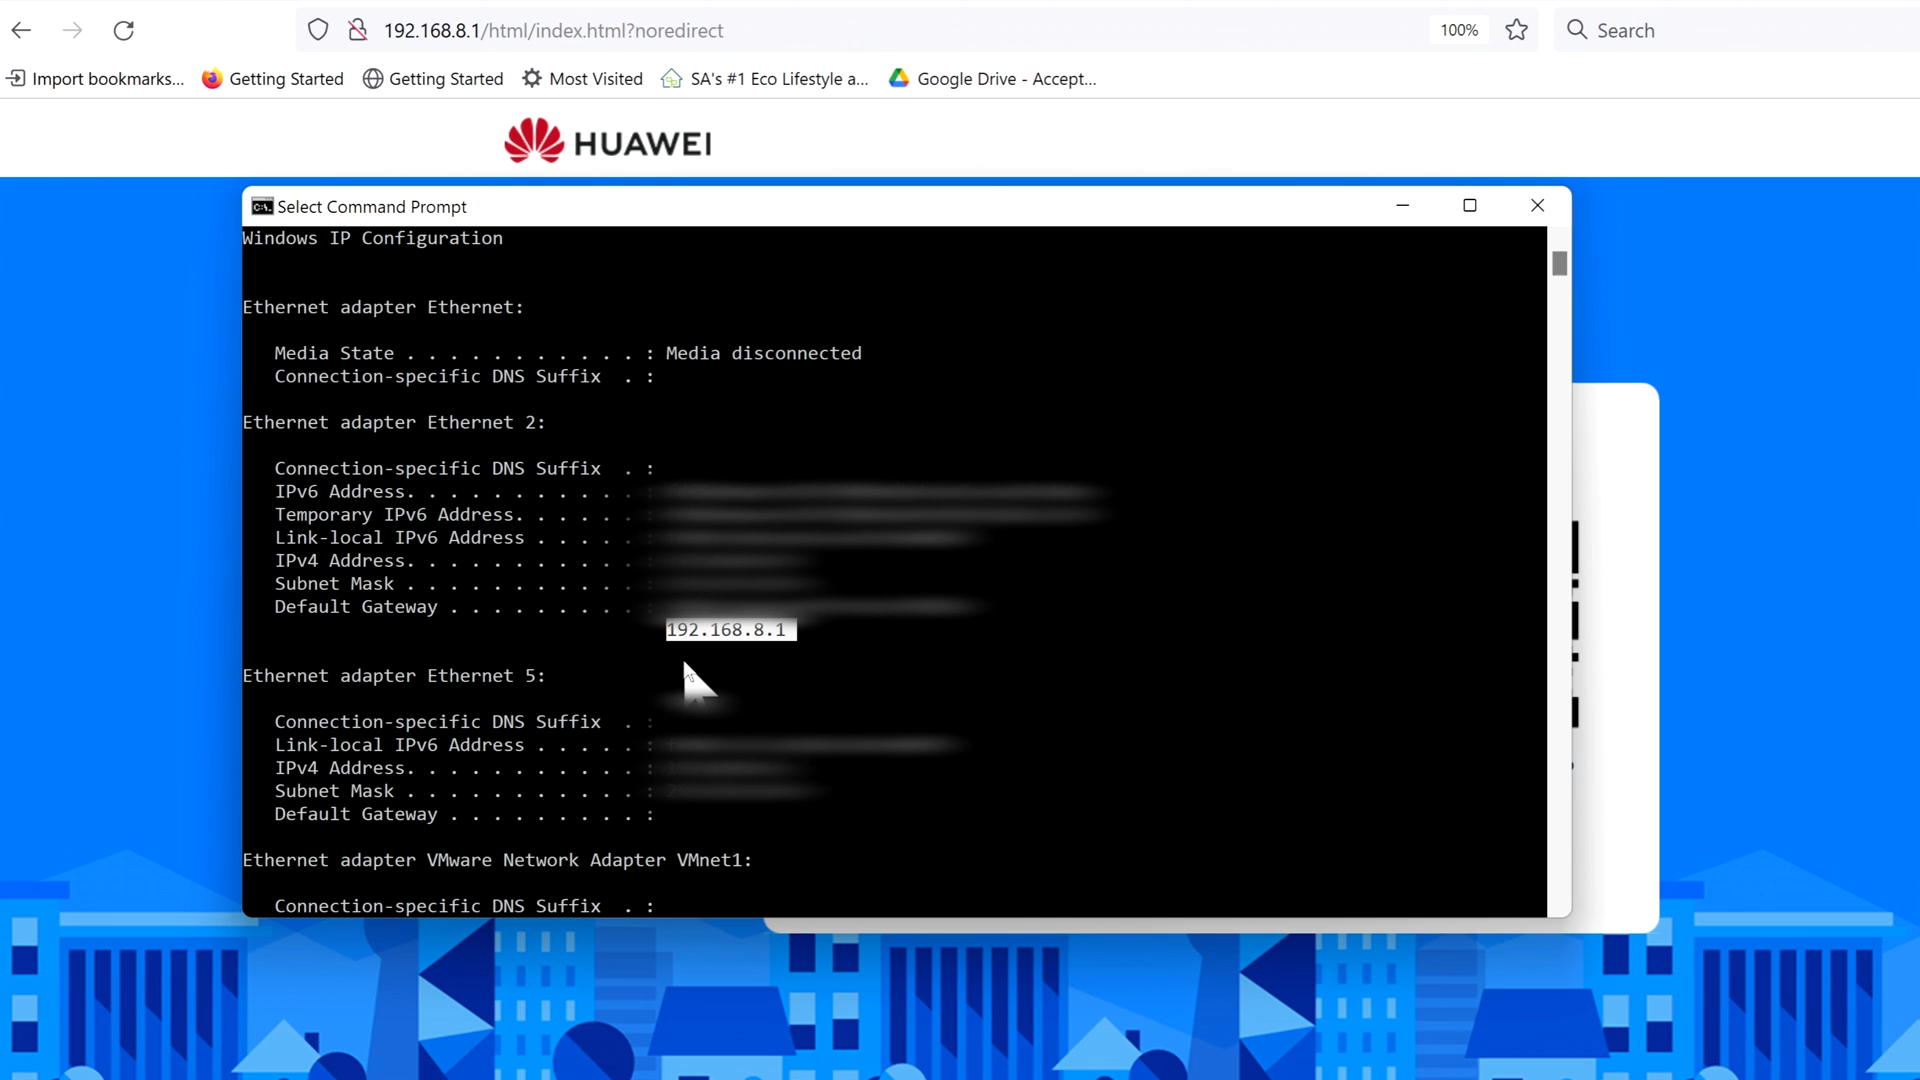 192.168.8.1/html/index.html?noredirect
100%
Search
Import bookmarks...
Getting Started
Getting Started
Most Visited
SA's #1 Eco Lifestyle a...
Google Drive - Accept...
HUAWEI
Select Command Prompt
Windows IP Configuration
Ethernet adapter Ethernet:
Media State . . . . . . . . . . . : Media disconnected
Connection-specific DNS Suffix  . :
Ethernet adapter Ethernet 2:
Connection-specific DNS Suffix  . :
IPv6 Address. . . . . . . . . . .
Temporary IPv6 Address. . . . . .
Link-local IPv6 Address . . . . .
IPv4 Address. . . . . . . . . . .
Subnet Mask . . . . . . . . . . .
Default Gateway . . . . . . . . .
192.168.8.1
Ethernet adapter Ethernet 5:
Connection-specific DNS Suffix  . :
Link-local IPv6 Address . . . . . :
IPv4 Address. . . . . . . . . . . :
Subnet Mask . . . . . . . . . . . :
Default Gateway . . . . . . . . . :
Ethernet adapter VMware Network Adapter VMnet1:
Connection-specific DNS Suffix  . :